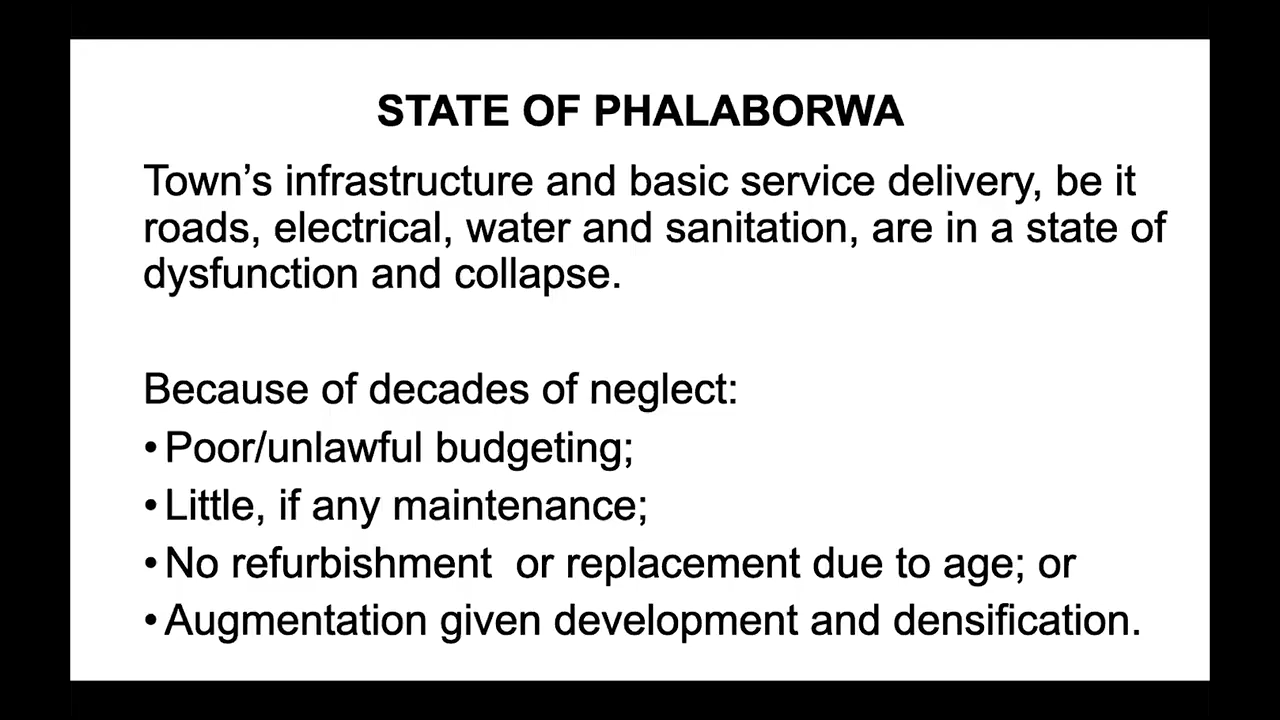 STATE OF PHALABORWA
Town’s infrastructure and basic service delivery, be it
roads, electrical, water and sanitation, are in a state of
dysfunction and collapse.
Because of decades of neglect:
•Poor/unlawful budgeting;
•Little, if any maintenance;
•No refurbishment  or replacement due to age; or
•Augmentation given development and densification.